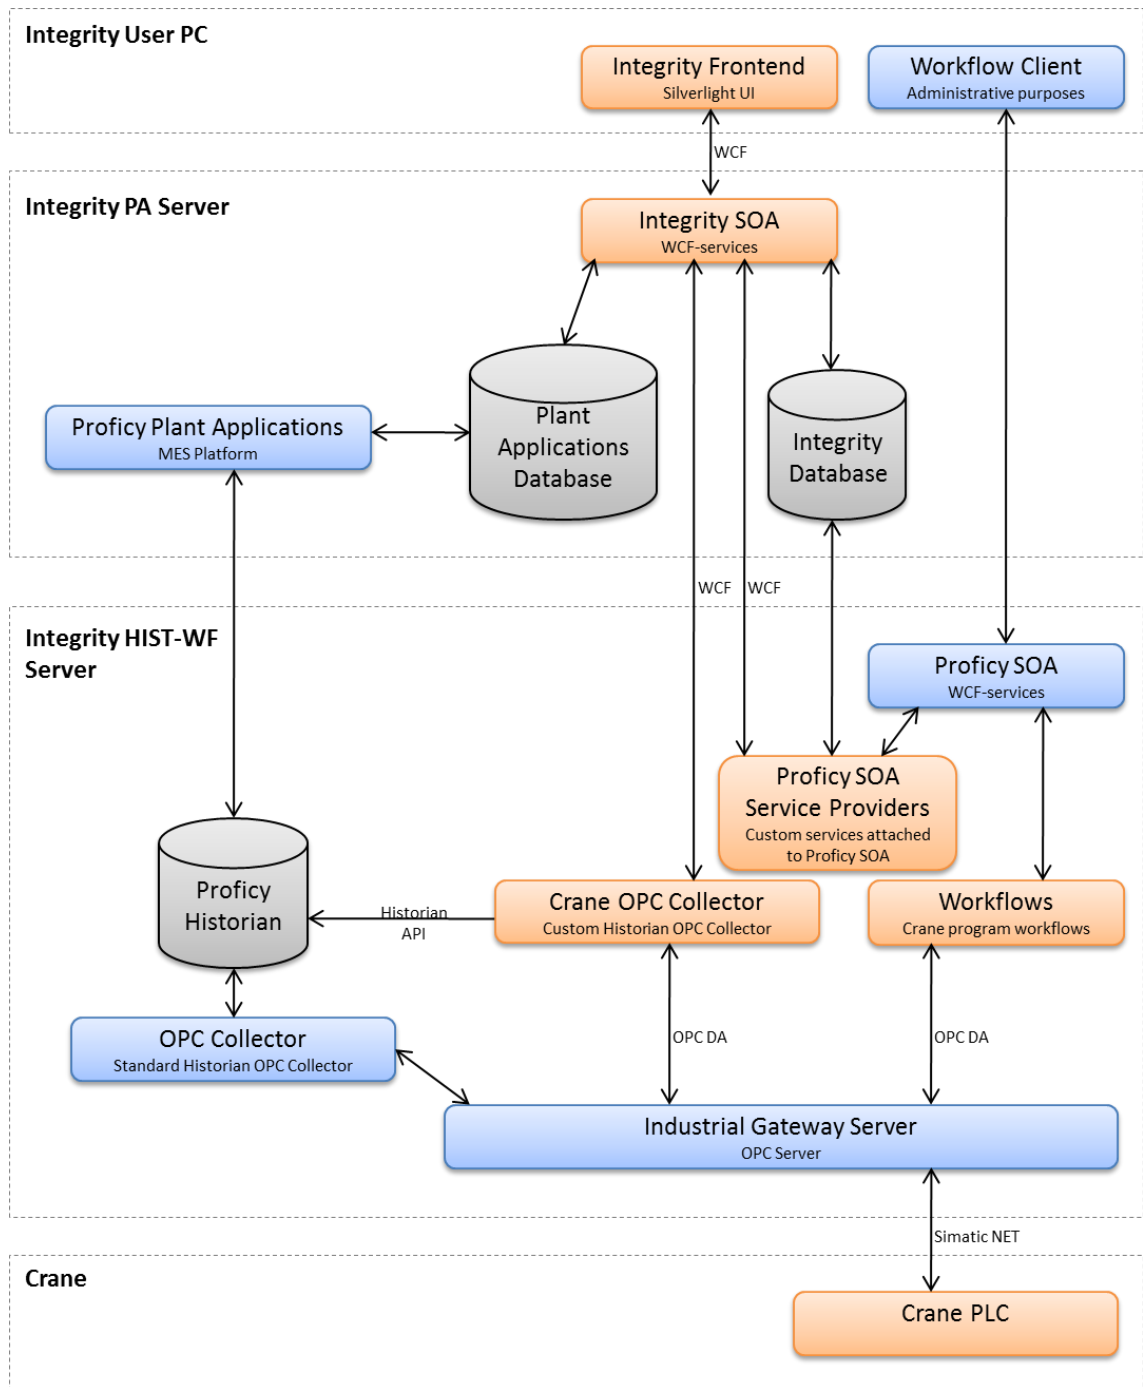 Integrity User PC
Integrity Frontend
Silverlight UI
Workflow Client
Administrative purposes
WCF
Integrity PA Server
Integrity SOA
WCF-services
Plant
Applications
Database
Proficy Plant Applications
MES Platform
Integrity
Database
WCF
WCF
Integrity HIST-WF
Server
Proficy SOA
WCF-services
Proficy SOA
Service Providers
Custom services attached
to Proficy SOA
Proficy
Historian
Historian
API
Crane OPC Collector
Custom Historian OPC Collector
Workflows
Crane program workflows
OPC Collector
Standard Historian OPC Collector
OPC DA
OPC DA
Industrial Gateway Server
OPC Server
Simatic NET
Crane
Crane PLC